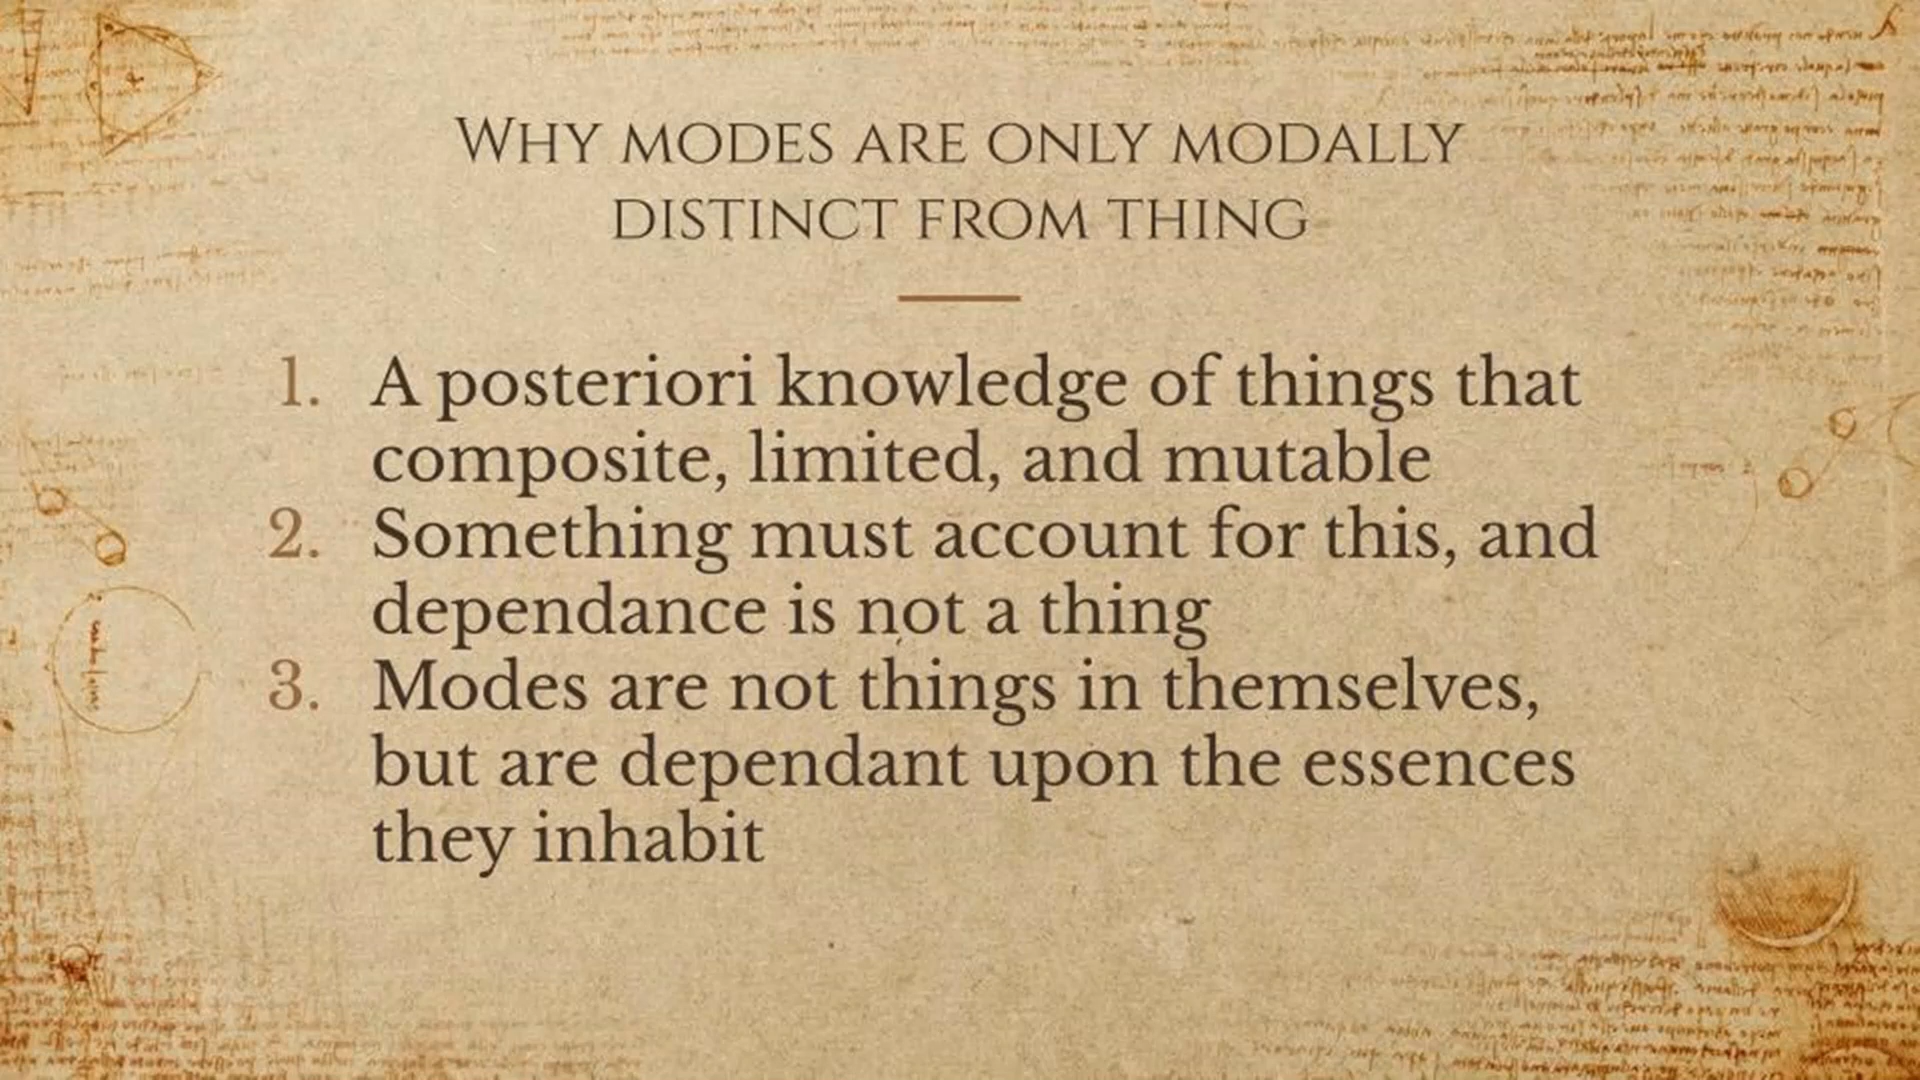 Why modes are only modally
distinct from thing
1. A posteriori knowledge of things that
composite, limited, and mutable
2. Something must account for this, and
dependance is not a thing
3. Modes are not things in themselves,
but are dependant upon the essences
they inhabit